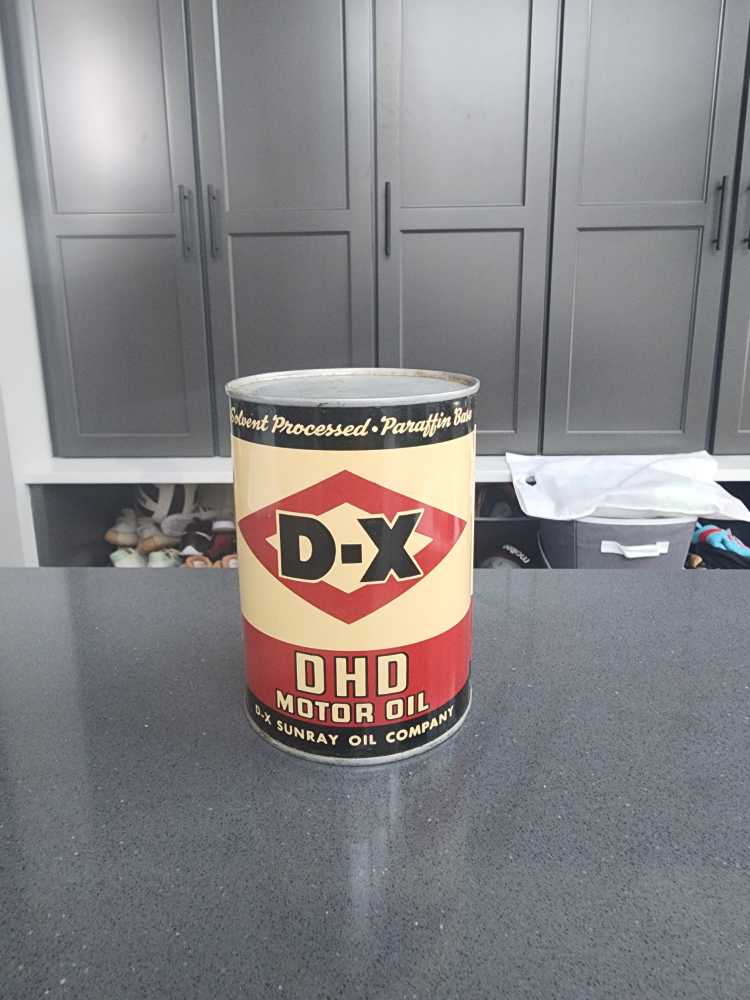 Solvent Processed • Paraffin Base
D-X
DHD
MOTOR OIL
D-X SUNRAY OIL COMPANY